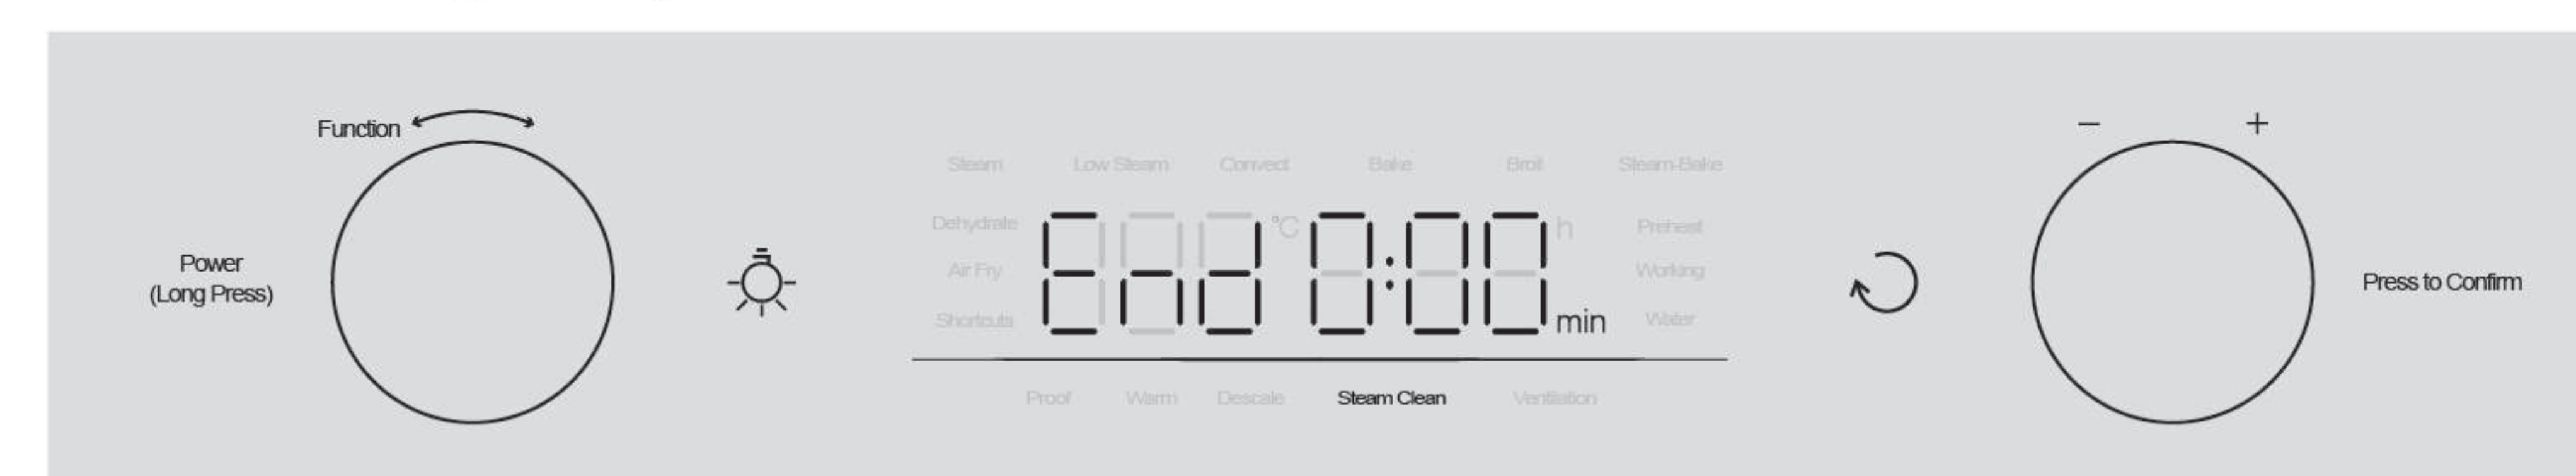 Function
− +
Steam Low Steam Convect Bake Broil Steam-Bake
Dehydrate °C h Preheat
Power
(Long Press)
End 0:00 min
Air Fry Working
Press to Confirm
Shortcuts Water
Proof Warm Descale Steam Clean Ventilation